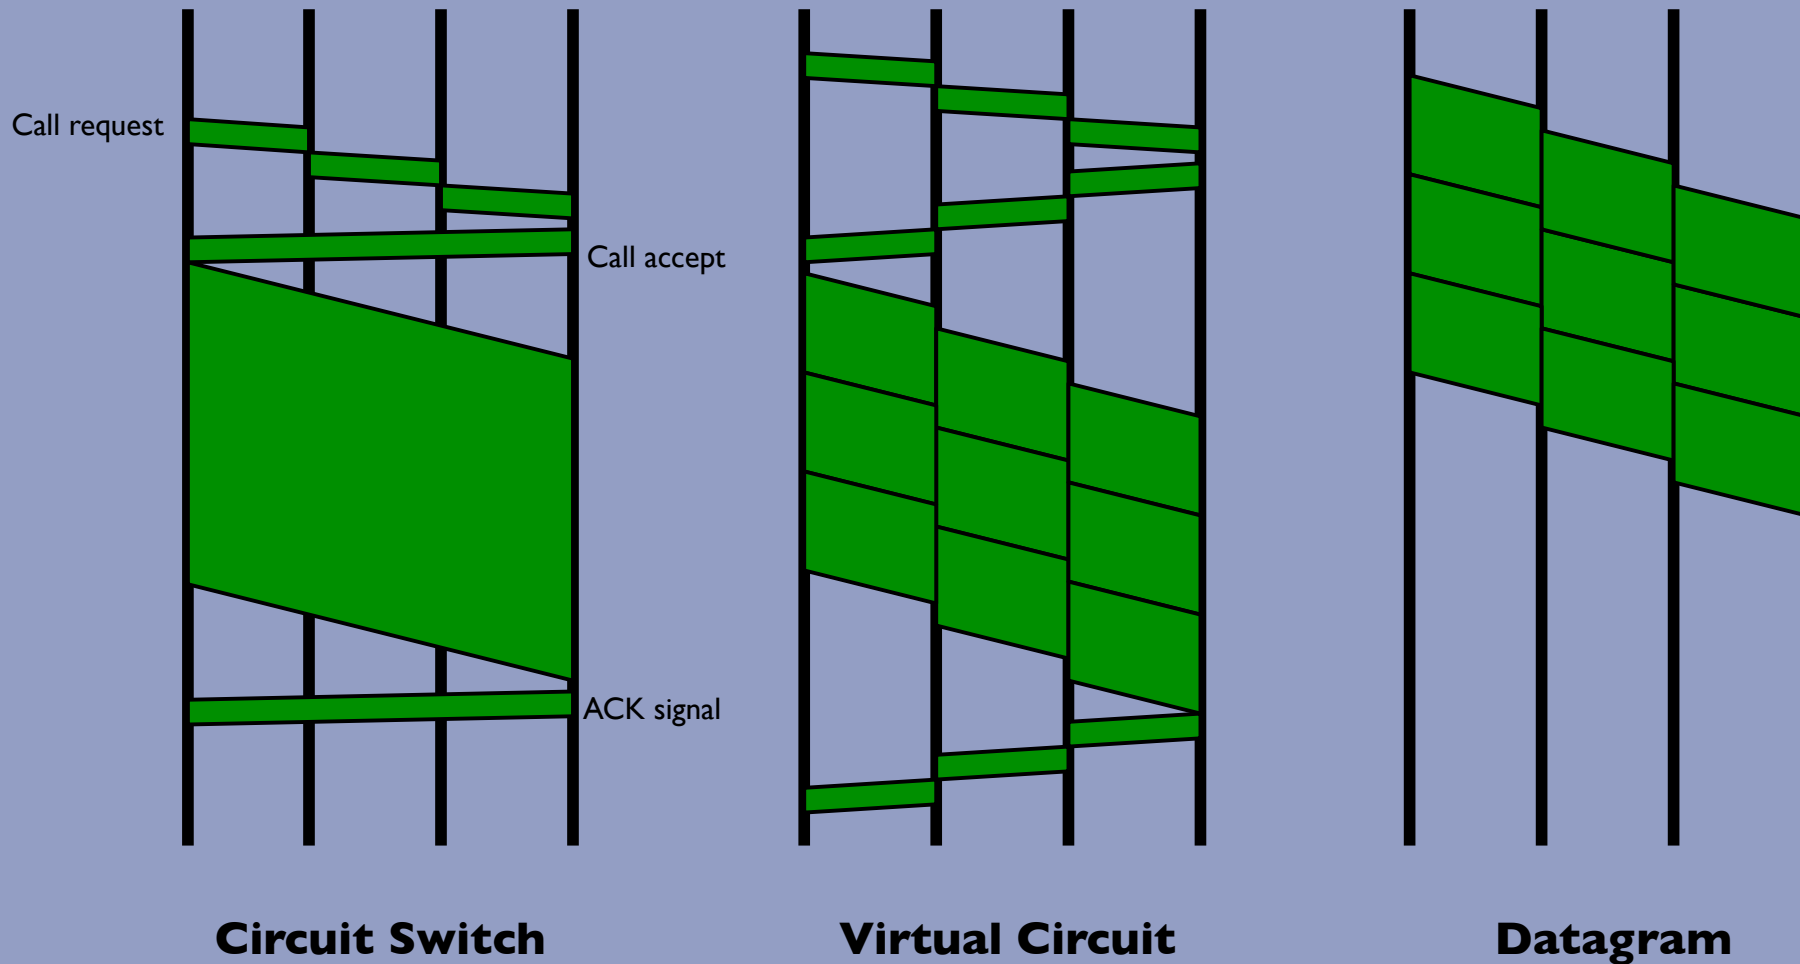 Call request
Call accept
ACK signal
Circuit Switch
Virtual Circuit
Datagram